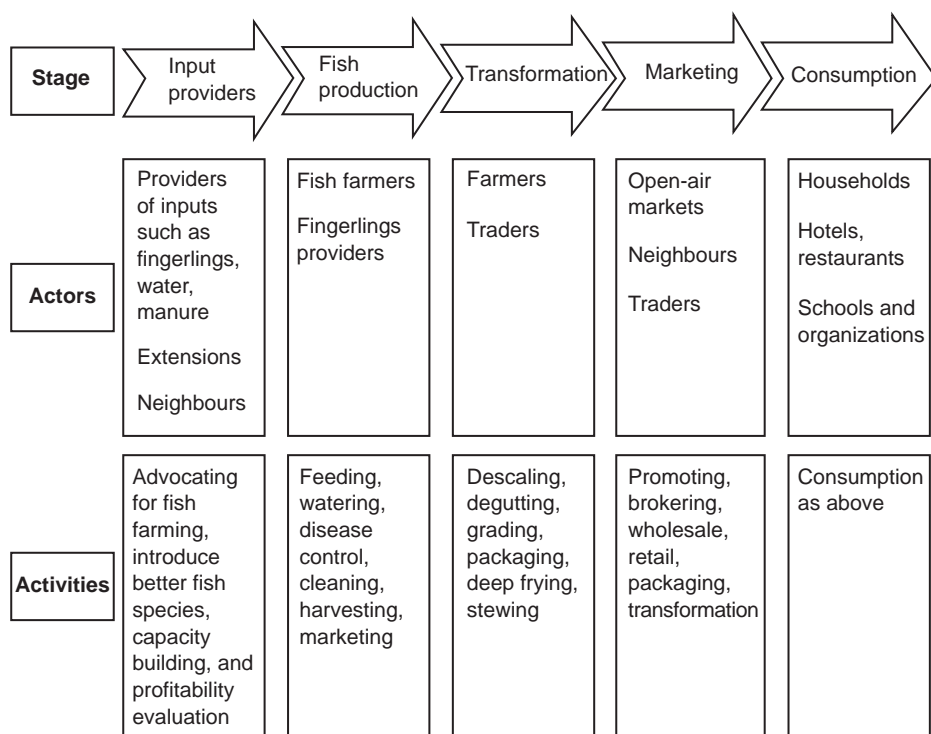 Stage
Input
providers
Fish
production
Transformation
Marketing
Consumption
Actors
Providers
of inputs
such as
fingerlings,
water,
manure
Extensions
Neighbours
Fish farmers
Fingerlings
providers
Farmers
Traders
Open-air
markets
Neighbours
Traders
Households
Hotels,
restaurants
Schools and
organizations
Activities
Advocating
for fish
farming,
introduce
better fish
species,
capacity
building, and
profitability
evaluation
Feeding,
watering,
disease
control,
cleaning,
harvesting,
marketing
Descaling,
degutting,
grading,
packaging,
deep frying,
stewing
Promoting,
brokering,
wholesale,
retail,
packaging,
transformation
Consumption
as above